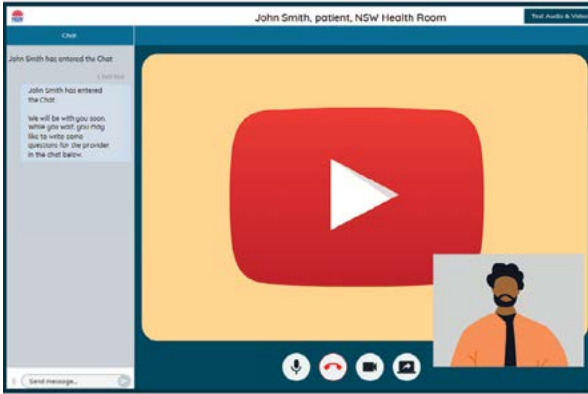 John Smith, patient, NSW Health Room
Test Audio & Video
Chat
John Smith has entered the Chat
John Smith has entered
the Chat
We will be with you soon.
While you wait, you may
like to write some
questions for the provider
in the chat below.
Send message...